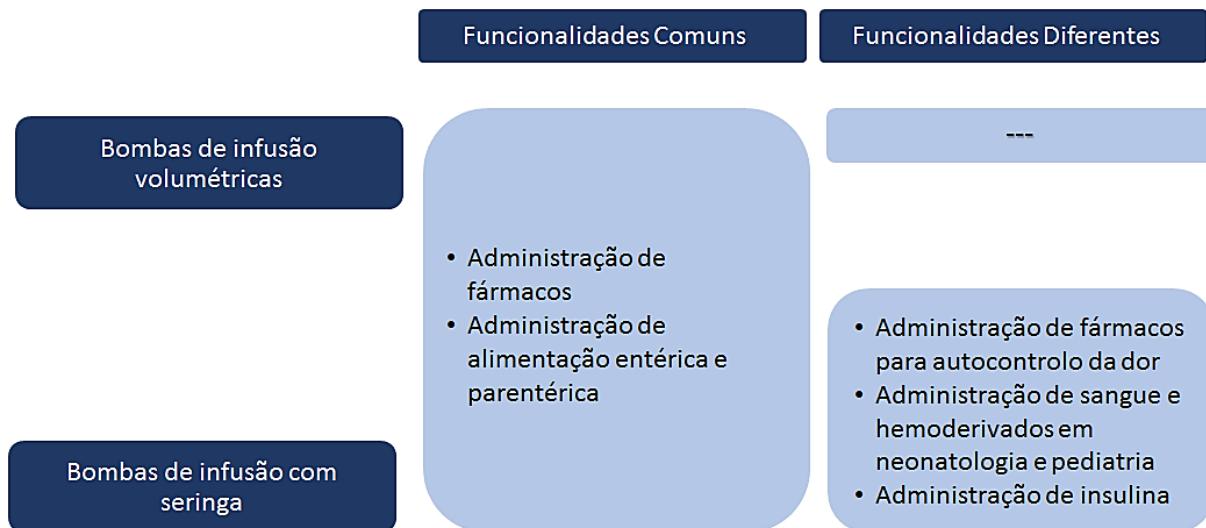 Funcionalidades Comuns
Funcionalidades Diferentes
Bombas de infusão
volumétricas
---
• Administração de
fármacos
• Administração de
alimentação entérica e
parentérica
Bombas de infusão com
seringa
• Administração de fármacos
para autocontrolo da dor
• Administração de sangue e
hemoderivados em
neonatologia e pediatria
• Administração de insulina